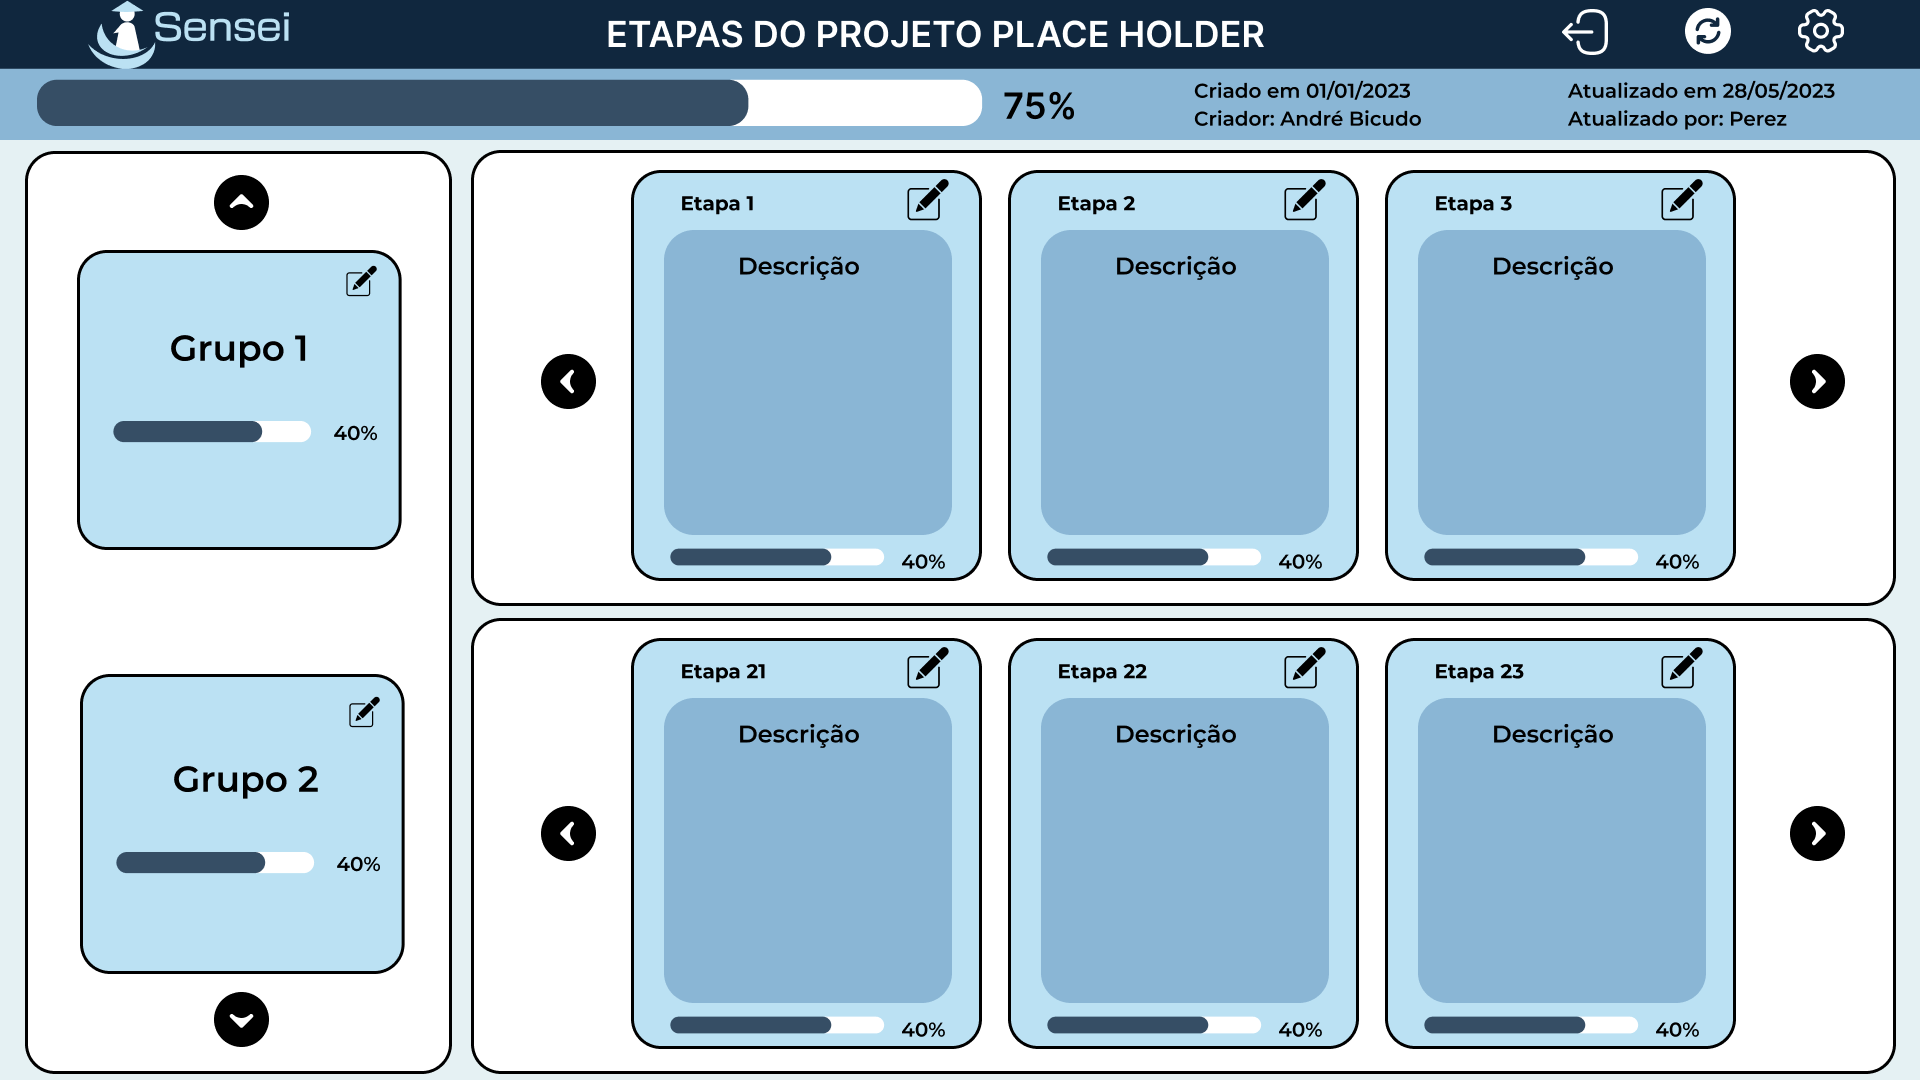 Sensei
ETAPAS DO PROJETO PLACE HOLDER
75%
Criado em 01/01/2023
Criador: André Bicudo
Atualizado em 28/05/2023
Atualizado por: Perez
Grupo 1
40%
Grupo 2
40%
Etapa 1
Descrição
40%
Etapa 2
Descrição
40%
Etapa 3
Descrição
40%
Etapa 21
Descrição
40%
Etapa 22
Descrição
40%
Etapa 23
Descrição
40%